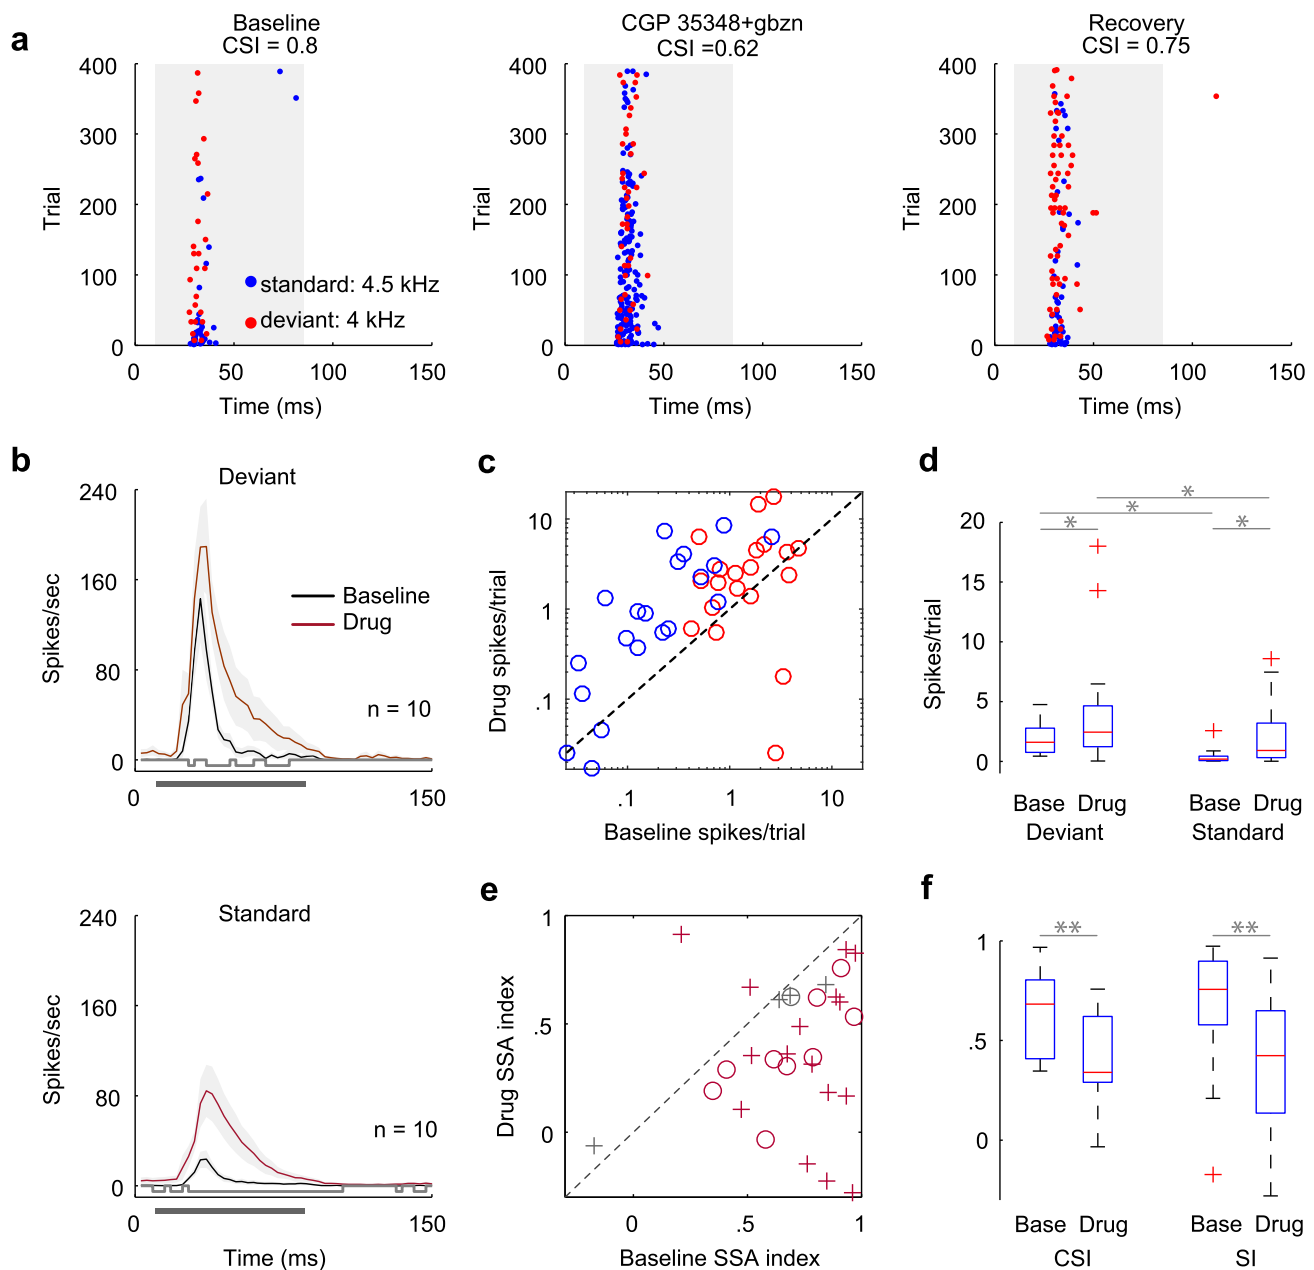 a
Baseline
CSI = 0.8
CGP 35348+gbzn
CSI =0.62
Recovery
CSI = 0.75
400
300
200
100
0
Trial
0
50
100
150
Time (ms)
standard: 4.5 kHz
deviant: 4 kHz
400
300
200
100
0
Trial
0
50
100
150
Time (ms)
400
300
200
100
0
Trial
0
50
100
150
Time (ms)
b
Deviant
240
160
80
0
Spikes/sec
Baseline
Drug
n = 10
0
150
Standard
240
160
80
0
Spikes/sec
n = 10
0
150
Time (ms)
c
10
1
.1
Drug spikes/trial
.1
1
10
Baseline spikes/trial
d
20
15
10
5
0
Spikes/trial
*
*
*
*
Base Drug
Deviant
Base Drug
Standard
e
1
.5
0
Drug SSA index
0
.5
1
Baseline SSA index
f
1
.5
0
**
**
Base Drug
CSI
Base Drug
SI